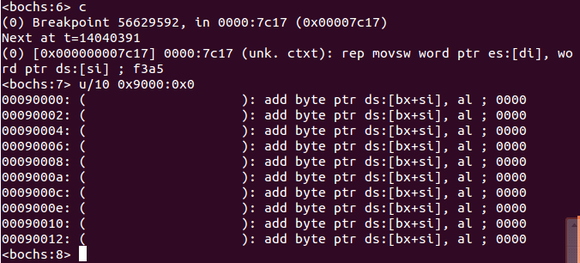 <bochs:6> c
(0) Breakpoint 56629592, in 0000:7c17 (0x00007c17)
Next at t=14040391
(0) [0x000000007c17] 0000:7c17 (unk. ctxt): rep movsw word ptr es:[di], wo
rd ptr ds:[si] ; f3a5
<bochs:7> u/10 0x9000:0x0
00090000: (                    ): add byte ptr ds:[bx+si], al ; 0000
00090002: (                    ): add byte ptr ds:[bx+si], al ; 0000
00090004: (                    ): add byte ptr ds:[bx+si], al ; 0000
00090006: (                    ): add byte ptr ds:[bx+si], al ; 0000
00090008: (                    ): add byte ptr ds:[bx+si], al ; 0000
0009000a: (                    ): add byte ptr ds:[bx+si], al ; 0000
0009000c: (                    ): add byte ptr ds:[bx+si], al ; 0000
0009000e: (                    ): add byte ptr ds:[bx+si], al ; 0000
00090010: (                    ): add byte ptr ds:[bx+si], al ; 0000
00090012: (                    ): add byte ptr ds:[bx+si], al ; 0000
<bochs:8>